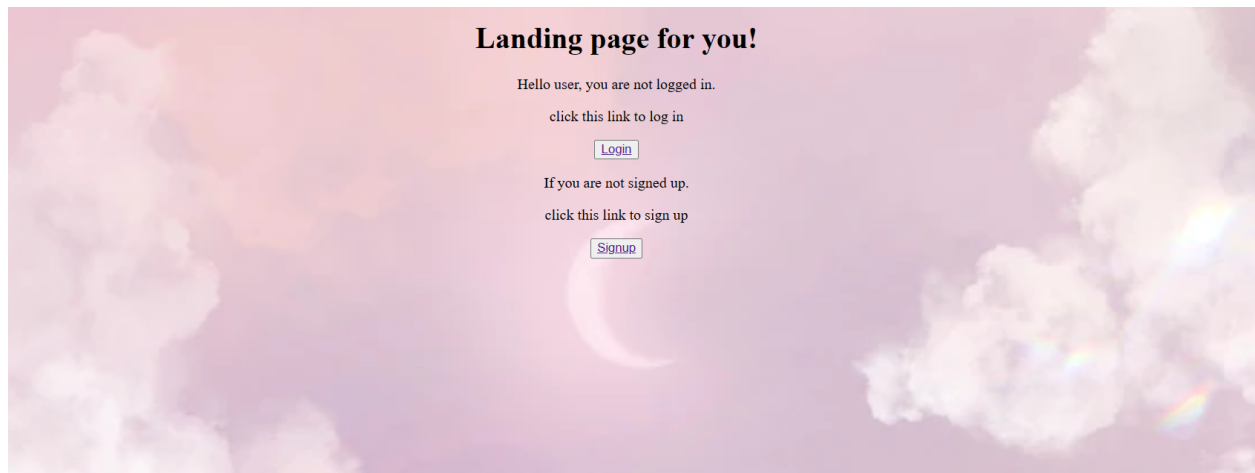 Landing page for you!
Hello user, you are not logged in.
click this link to log in
Login
If you are not signed up.
click this link to sign up
Signup